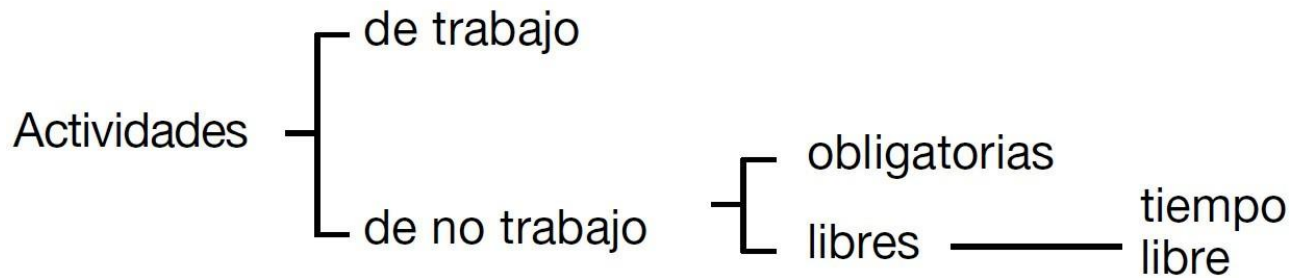 de trabajo
Actividades
obligatorias
de no trabajo
libres
tiempo
libre